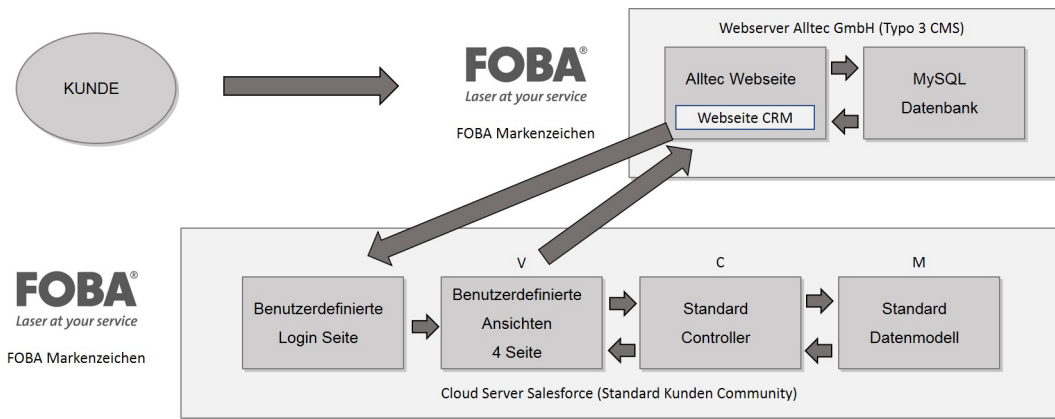 Webserver Alltec GmbH (Typo 3 CMS)
KUNDE
FOBA®
Laser at your service
FOBA Markenzeichen
Alltec Webseite
Webseite CRM
MySQL
Datenbank
V
C
M
FOBA®
Laser at your service
FOBA Markenzeichen
Benutzerdefinierte
Login Seite
Benutzerdefinierte
Ansichten
4 Seite
Standard
Controller
Standard
Datenmodell
Cloud Server Salesforce (Standard Kunden Community)